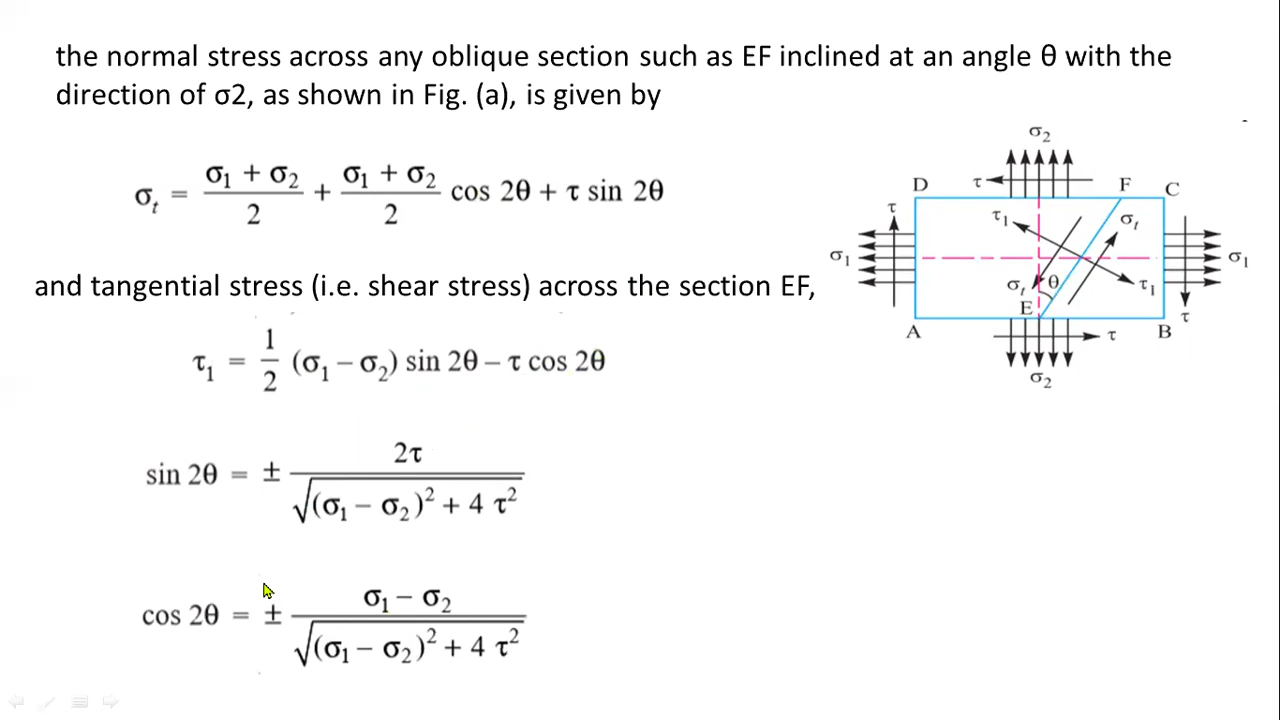 the normal stress across any oblique section such as EF inclined at an angle θ with the
direction of σ2, as shown in Fig. (a), is given by
σt = (σ1 + σ2)/2 + (σ1 + σ2)/2 cos 2θ + τ sin 2θ
and tangential stress (i.e. shear stress) across the section EF,
τ1 = 1/2 (σ1 – σ2) sin 2θ – τ cos 2θ
sin 2θ = ± 2τ/√((σ1 – σ2)² + 4 τ²)
cos 2θ = ± (σ1 – σ2)/√((σ1 – σ2)² + 4 τ²)
σ2
D τ F C
τ τ1 σt
σ1 σ1
σt θ τ1
E τ
A τ B
σ2